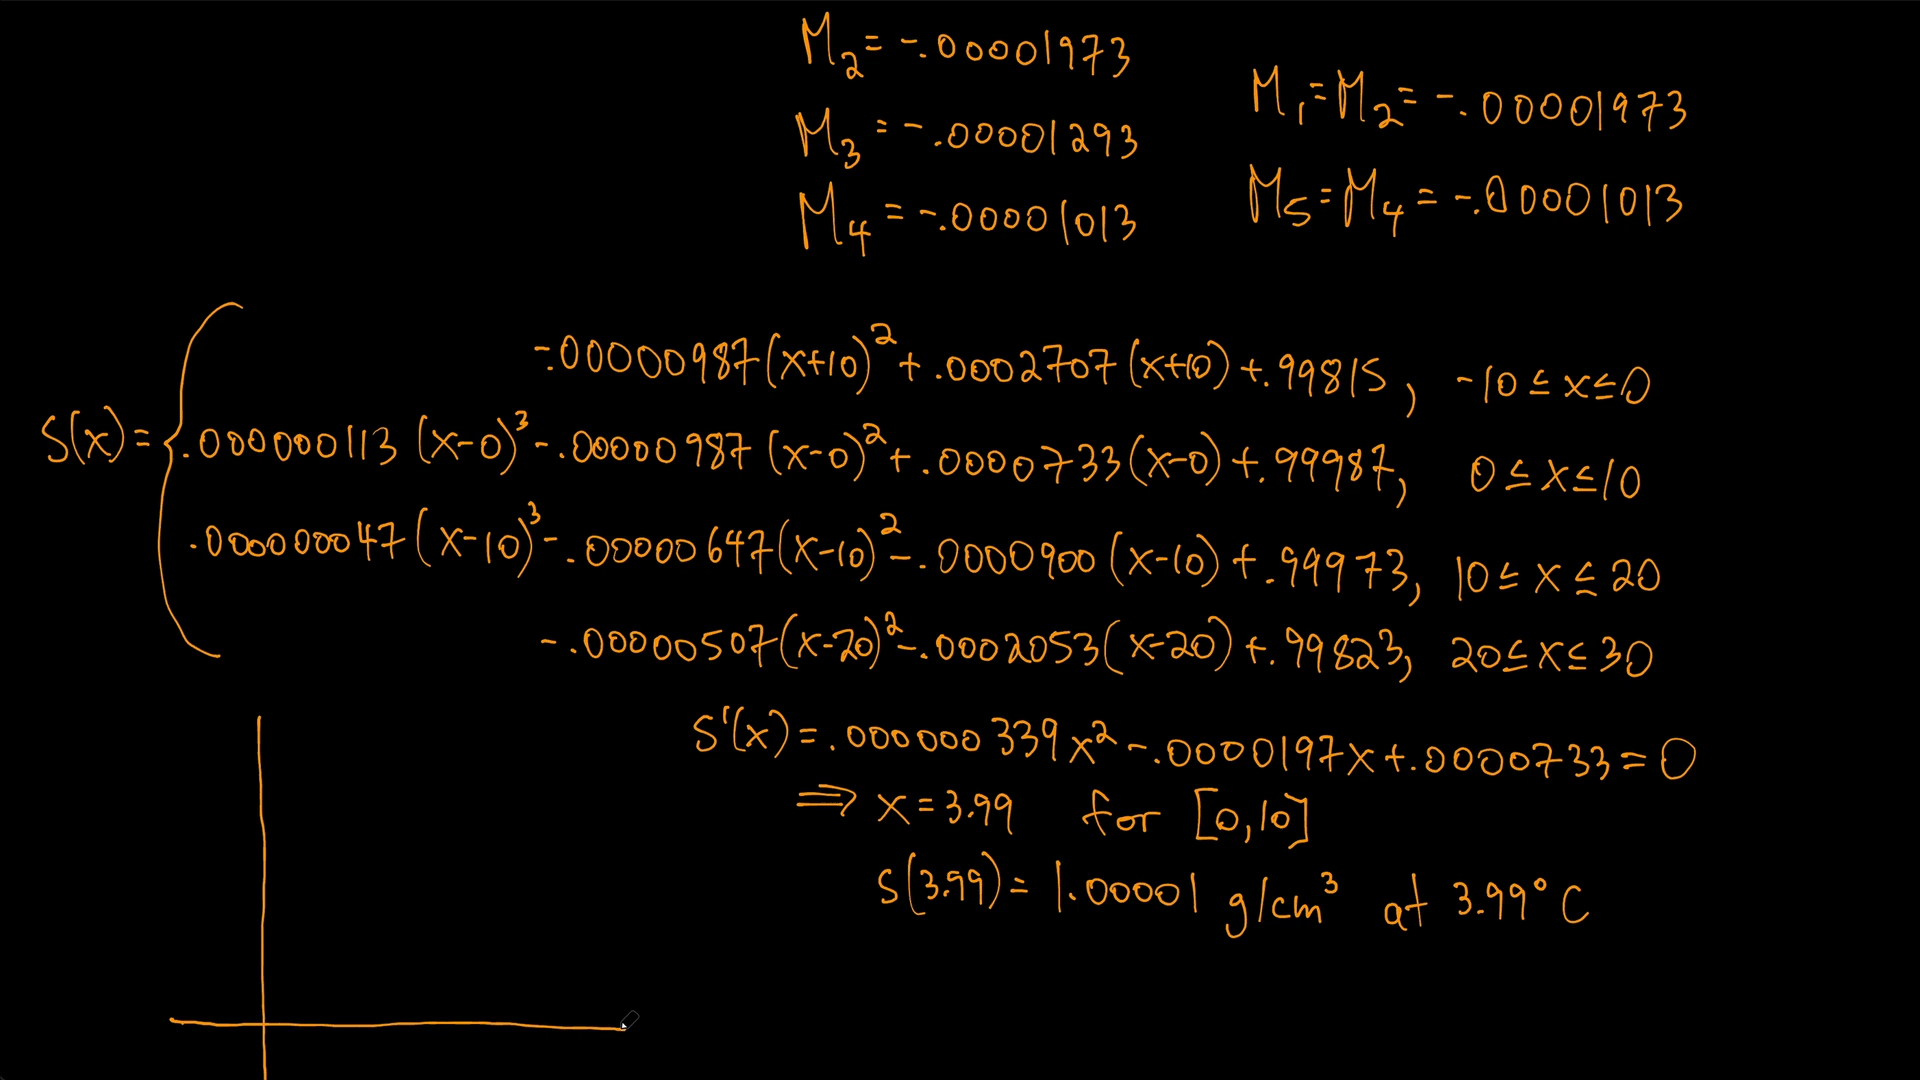 M₂ = -.00001973
M₃ = -.00001293
M₄ = -.00001013
M₁ = M₂ = -.00001973
M₅ = M₄ = -.00001013
-.00000987(x+10)² + .0002707(x+10) + .99815, -10 ≤ x ≤ 0
S(x) = { .000000113(x-0)³ - .00000987(x-0)² + .0000733(x-0) + .99987, 0 ≤ x ≤ 10
.000000047(x-10)³ - .00000647(x-10)² - .0000900(x-10) + .99973, 10 ≤ x ≤ 20
-.00000507(x-20)² - .0002053(x-20) + .99823, 20 ≤ x ≤ 30
S'(x) = .000000339x² - .0000197x + .0000733 = 0
⇒ x = 3.99 for [0,10]
S(3.99) = 1.00001 g/cm³ at 3.99° C